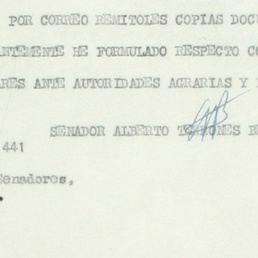 POR CORREO REMITOLES COPIAS DOCU
ANTEMENTE HE FORMULADO RESPECTO CO
RES ANTE AUTORIDADES AGRARIAS Y
SENADOR ALBERTO
441
Senadores,